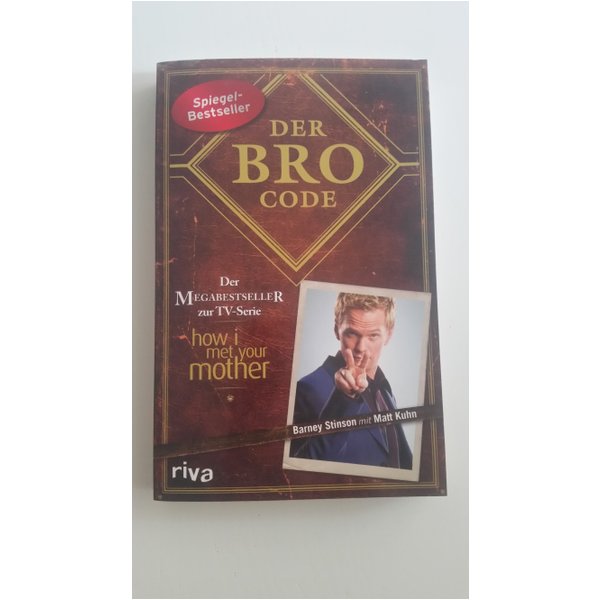 Spiegel-
Bestseller
DER
BRO
CODE
Der
MEGABESTSELLER
zur TV-Serie
how i
met your
mother
Barney Stinson mit Matt Kuhn
riva